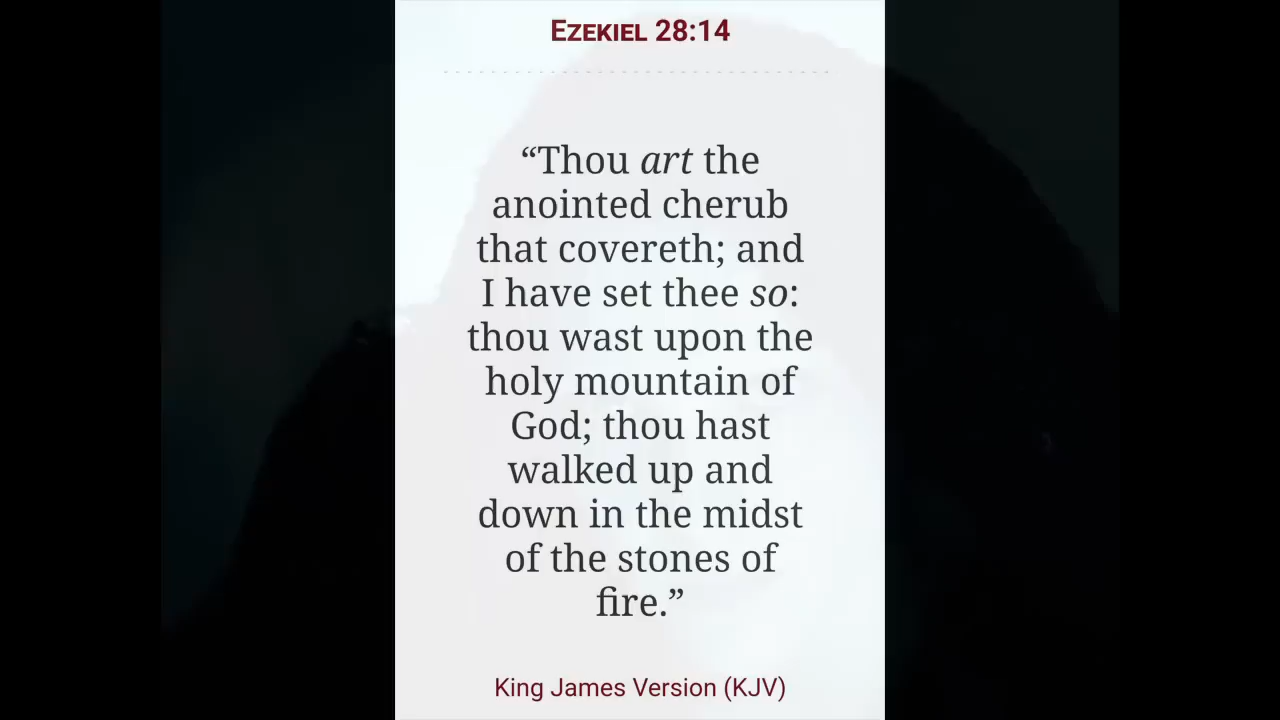 Ezekiel 28:14
“Thou art the
anointed cherub
that covereth; and
I have set thee so:
thou wast upon the
holy mountain of
God; thou hast
walked up and
down in the midst
of the stones of
fire.”
King James Version (KJV)